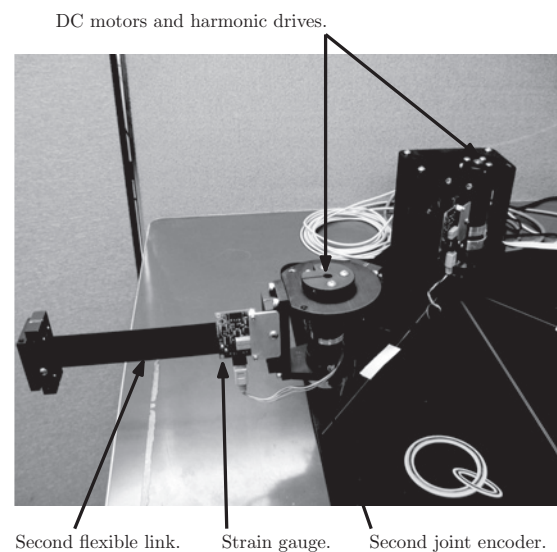 DC motors and harmonic drives.
Second flexible link. Strain gauge. Second joint encoder.